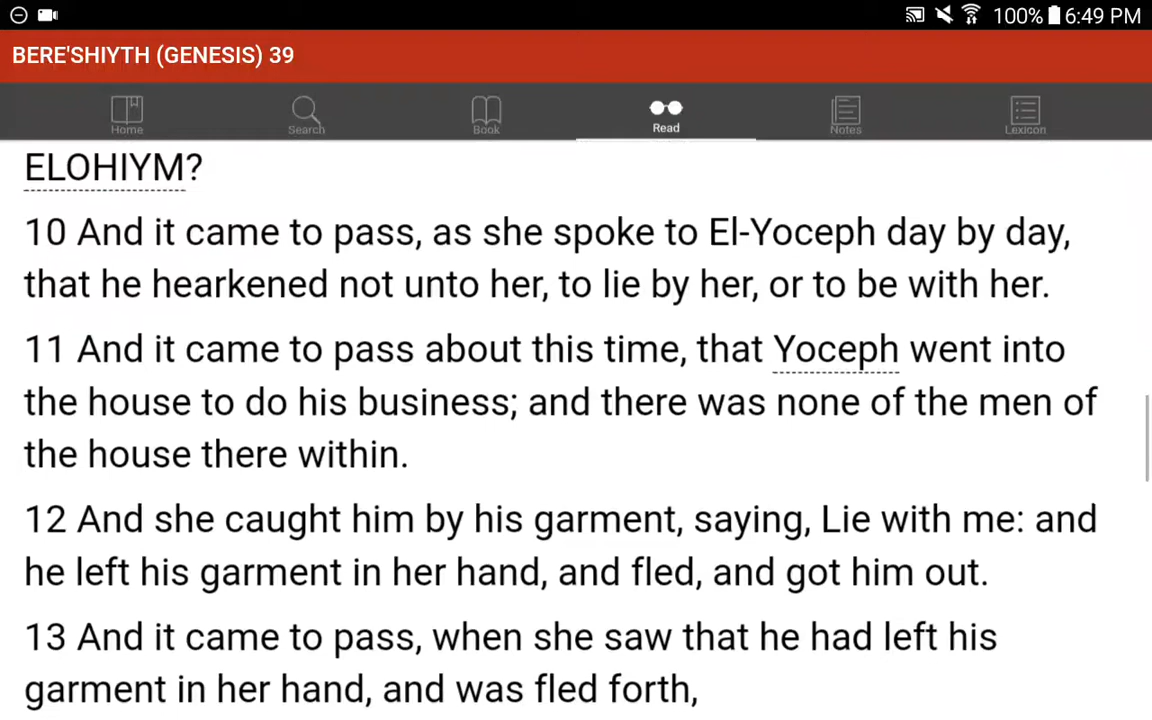 100% 6:49 PM
BERE'SHIYTH (GENESIS) 39
Home Search Book Read Notes Lexicon
ELOHIYM?
10 And it came to pass, as she spoke to El-Yoceph day by day,
that he hearkened not unto her, to lie by her, or to be with her.
11 And it came to pass about this time, that Yoceph went into
the house to do his business; and there was none of the men of
the house there within.
12 And she caught him by his garment, saying, Lie with me: and
he left his garment in her hand, and fled, and got him out.
13 And it came to pass, when she saw that he had left his
garment in her hand, and was fled forth,